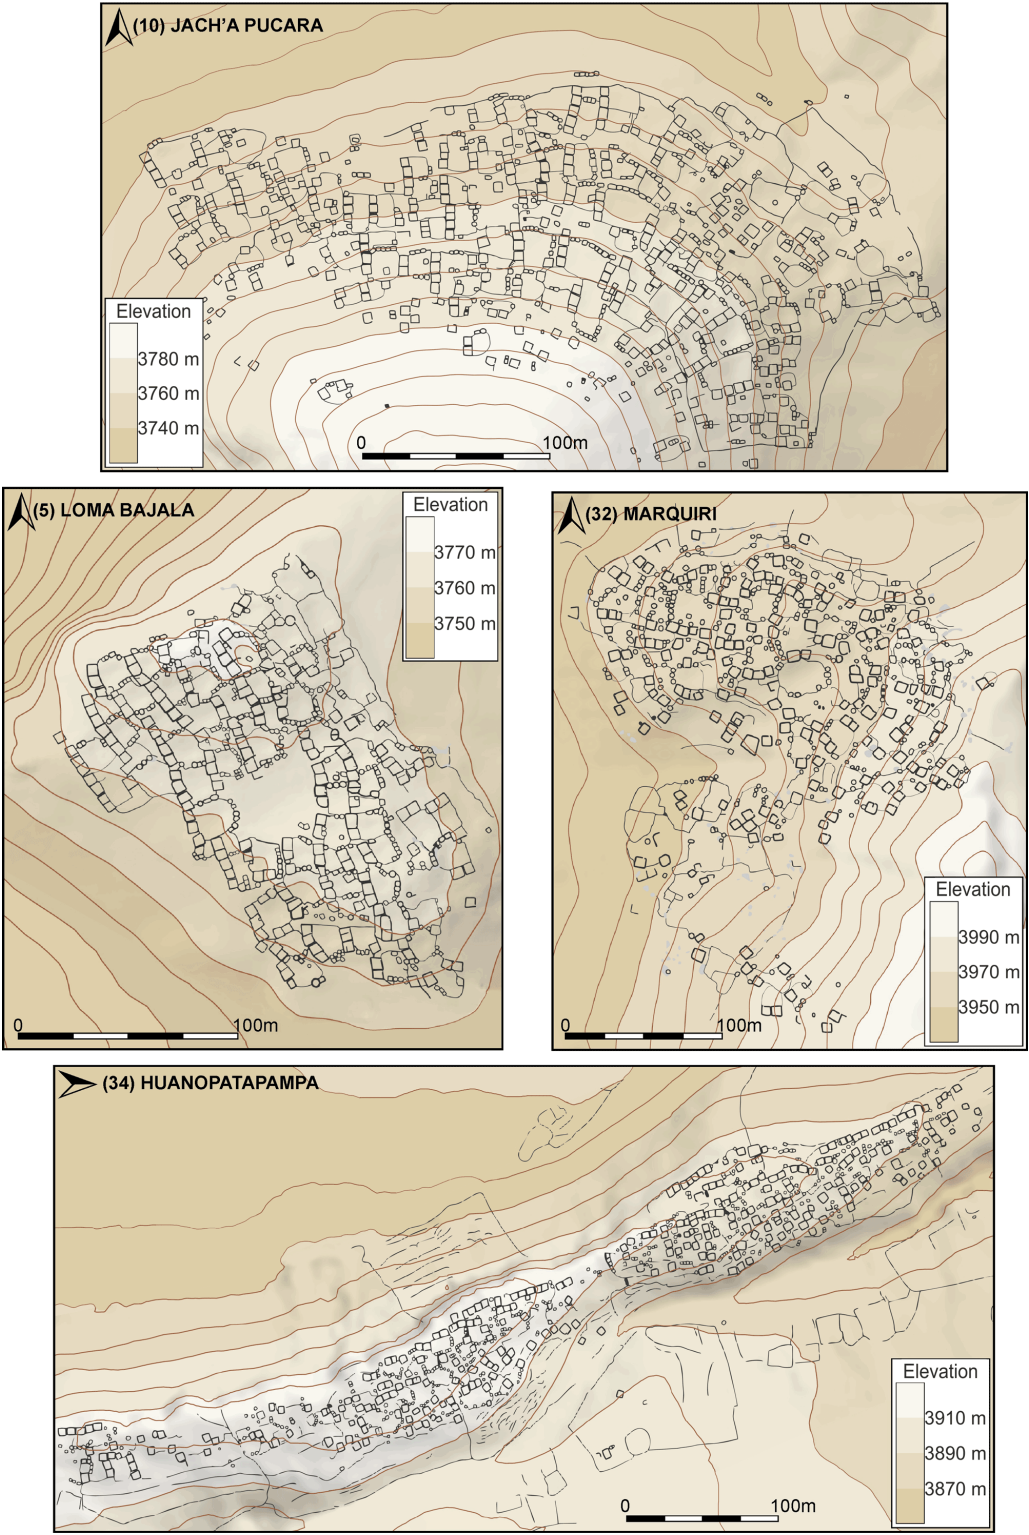 (10) JACH'A PUCARA
Elevation
3780 m
3760 m
3740 m
0 100m
(5) LOMA BAJALA
Elevation
3770 m
3760 m
3750 m
0 100m
(32) MARQUIRI
Elevation
3990 m
3970 m
3950 m
0 100m
(34) HUANOPATAPAMPA
Elevation
3910 m
3890 m
3870 m
0 100m